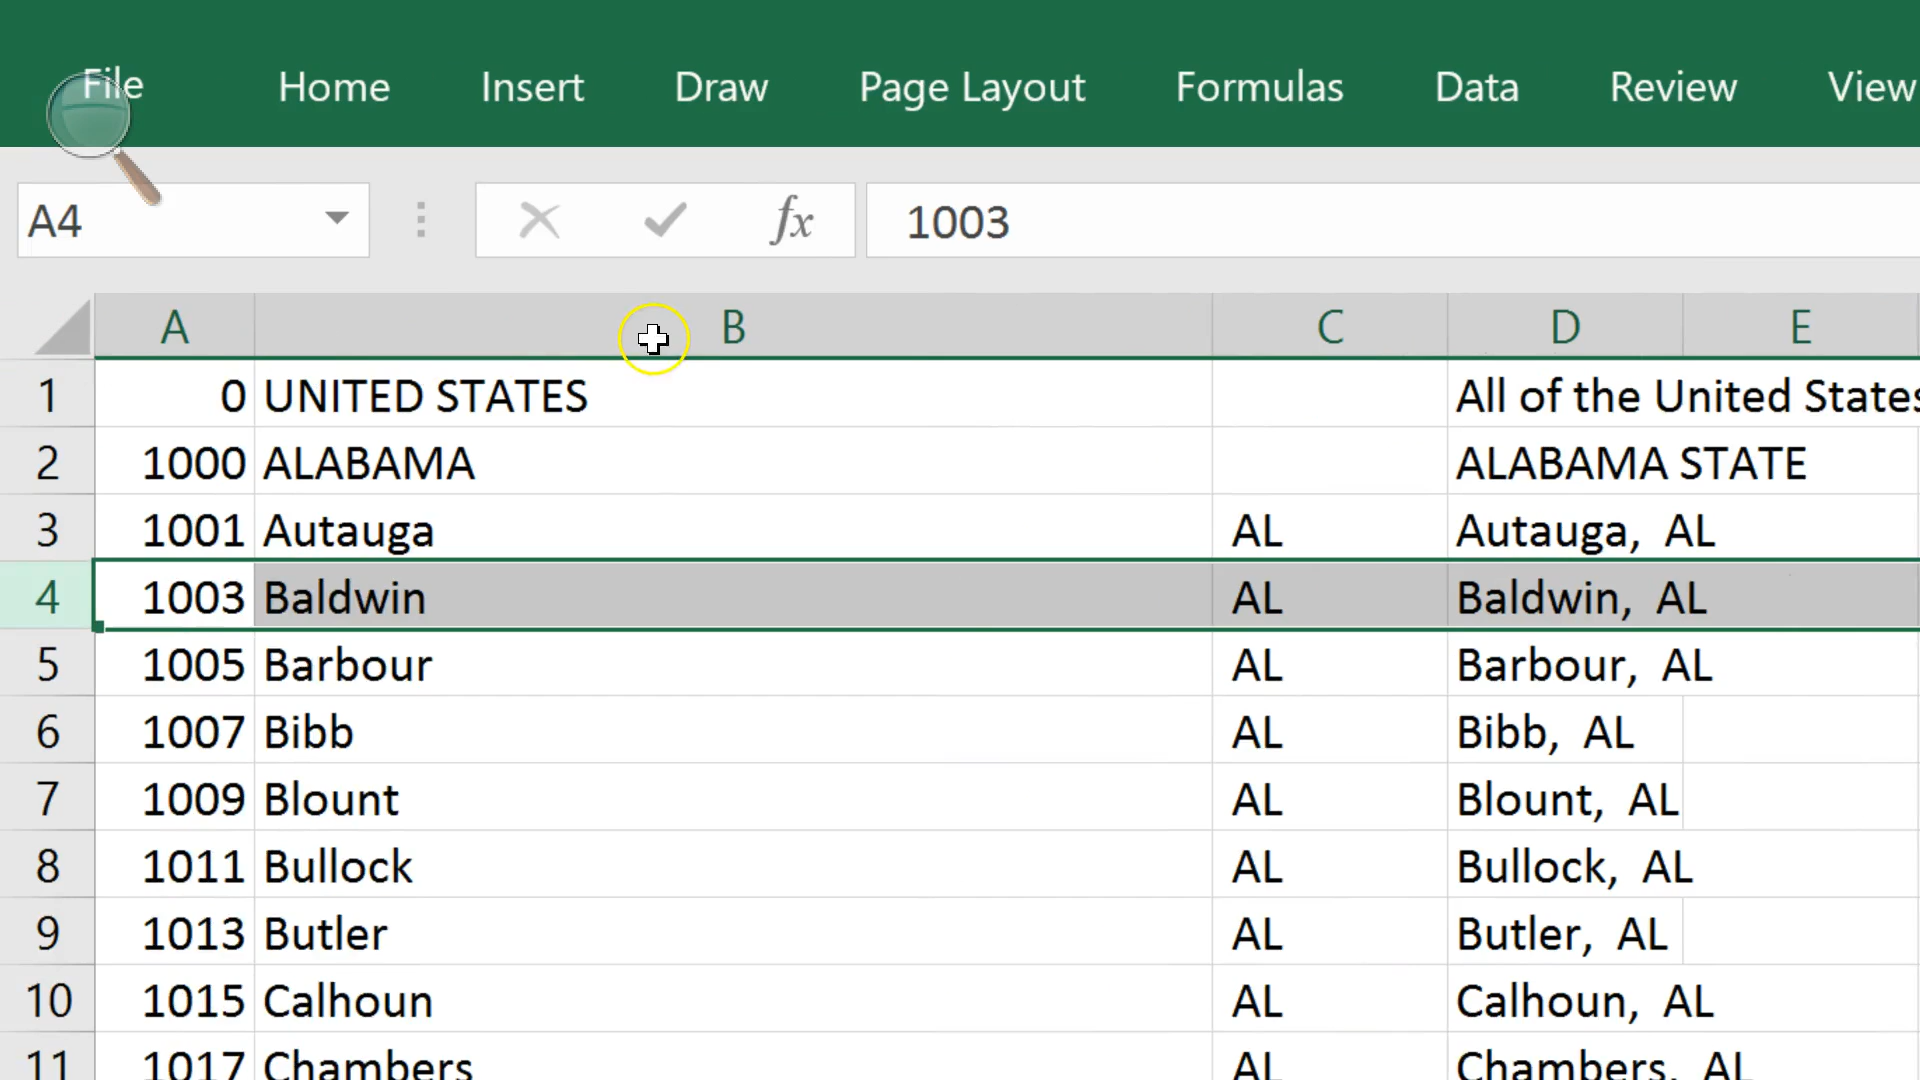 File Home Insert Draw Page Layout Formulas Data Review View
A4 fx 1003
A B C D E
1 0 UNITED STATES All of the United States
2 1000 ALABAMA ALABAMA STATE
3 1001 Autauga AL Autauga, AL
4 1003 Baldwin AL Baldwin, AL
5 1005 Barbour AL Barbour, AL
6 1007 Bibb AL Bibb, AL
7 1009 Blount AL Blount, AL
8 1011 Bullock AL Bullock, AL
9 1013 Butler AL Butler, AL
10 1015 Calhoun AL Calhoun, AL
11 1017 Chambers AL Chambers, AL